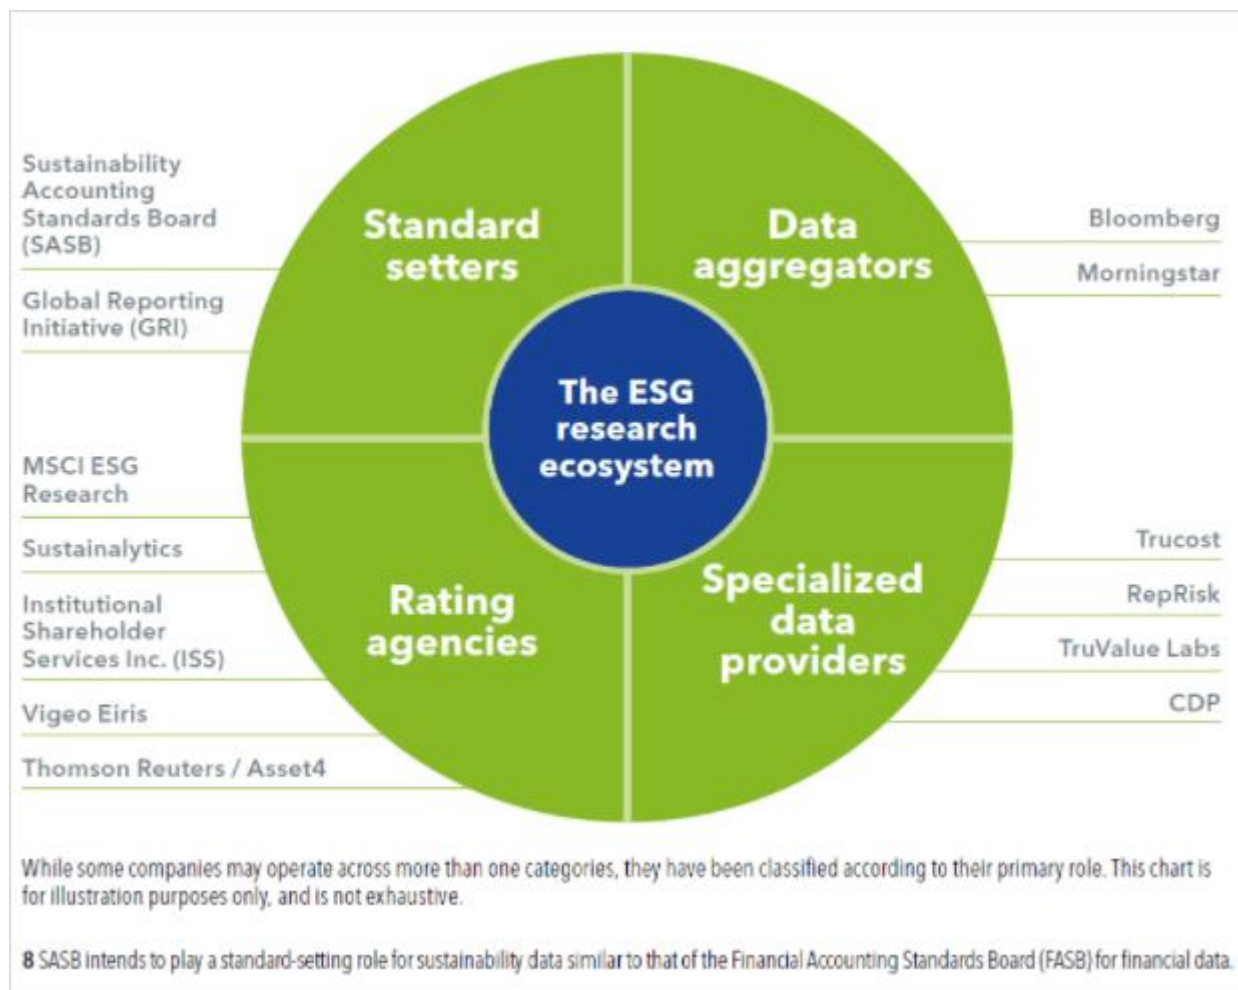 Sustainability
Accounting
Standards Board
(SASB)
Global Reporting
Initiative (GRI)
Standard
setters
Data
aggregators
Bloomberg
Morningstar
The ESG
research
ecosystem
MSCI ESG
Research
Sustainalytics
Institutional
Shareholder
Services Inc. (ISS)
Vigeo Eiris
Thomson Reuters / Asset4
Rating
agencies
Specialized
data
providers
Trucost
RepRisk
TruValue Labs
CDP
While some companies may operate across more than one categories, they have been classified according to their primary role. This chart is
for illustration purposes only, and is not exhaustive.
8 SASB intends to play a standard-setting role for sustainability data similar to that of the Financial Accounting Standards Board (FASB) for financial data.